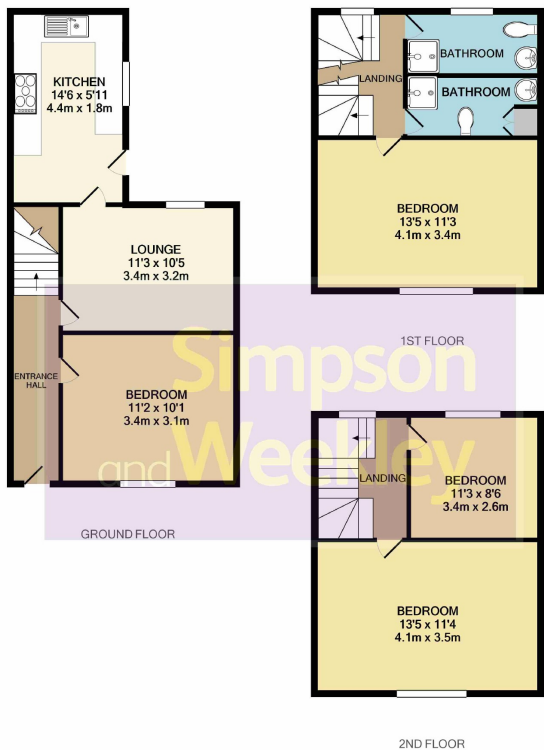 KITCHEN
14'6 x 5'11
4.4m x 1.8m
LOUNGE
11'3 x 10'5
3.4m x 3.2m
ENTRANCE
HALL
BEDROOM
11'2 x 10'1
3.4m x 3.1m
GROUND FLOOR
LANDING
BATHROOM
BATHROOM
BEDROOM
13'5 x 11'3
4.1m x 3.4m
1ST FLOOR
Simpson
and Weekley
LANDING
BEDROOM
11'3 x 8'6
3.4m x 2.6m
BEDROOM
13'5 x 11'4
4.1m x 3.5m
2ND FLOOR